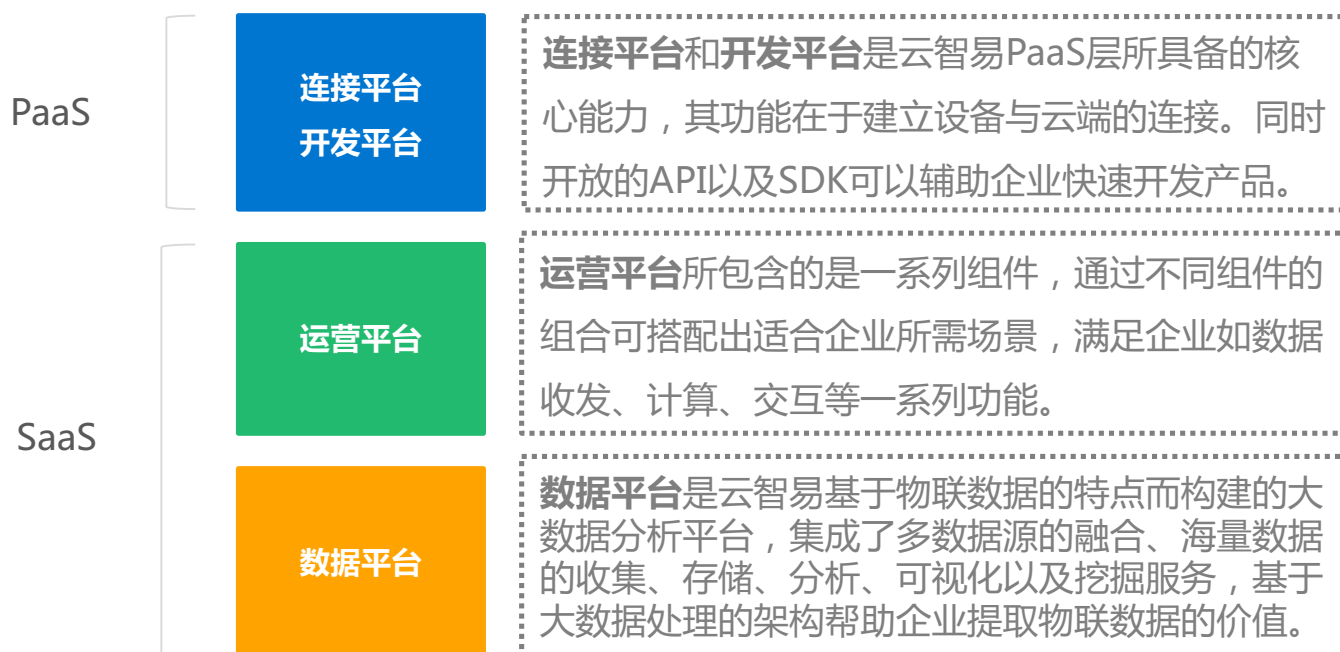 PaaS
连接平台
开发平台
连接平台和开发平台是云智易PaaS层所具备的核
心能力，其功能在于建立设备与云端的连接。同时
开放的API以及SDK可以辅助企业快速开发产品。
SaaS
运营平台
运营平台所包含的是一系列组件，通过不同组件的
组合可搭配出适合企业所需场景，满足企业如数据
收发、计算、交互等一系列功能。
数据平台
数据平台是云智易基于物联数据的特点而构建的大
数据分析平台，集成了多数据源的融合、海量数据
的收集、存储、分析、可视化以及挖掘服务，基于
大数据处理的架构帮助企业提取物联数据的价值。